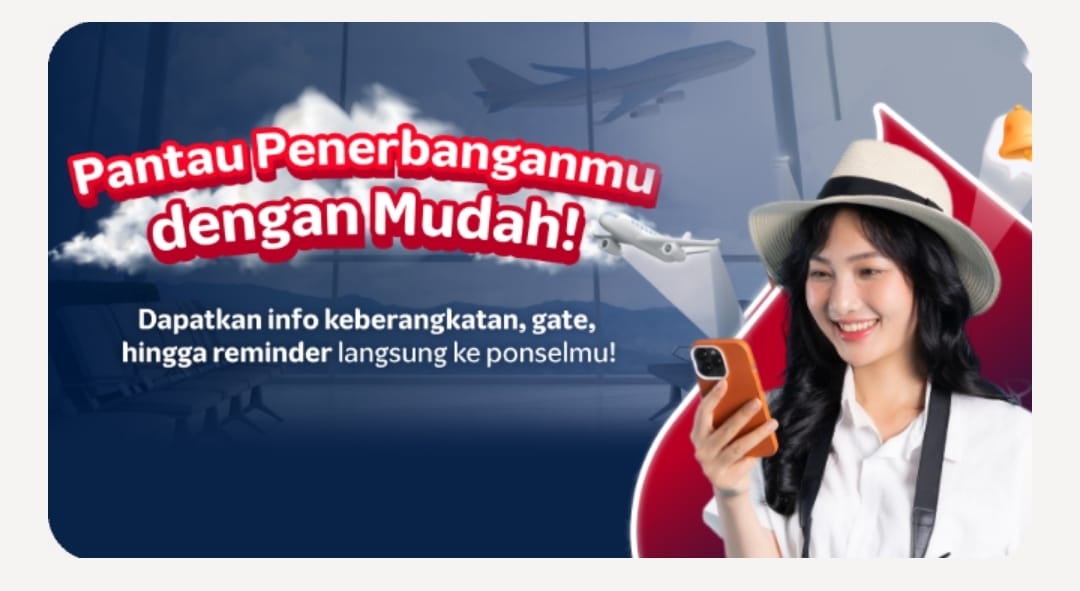 Pantau Penerbanganmu
dengan Mudah!
Dapatkan info keberangkatan, gate,
hingga reminder langsung ke ponselmu!